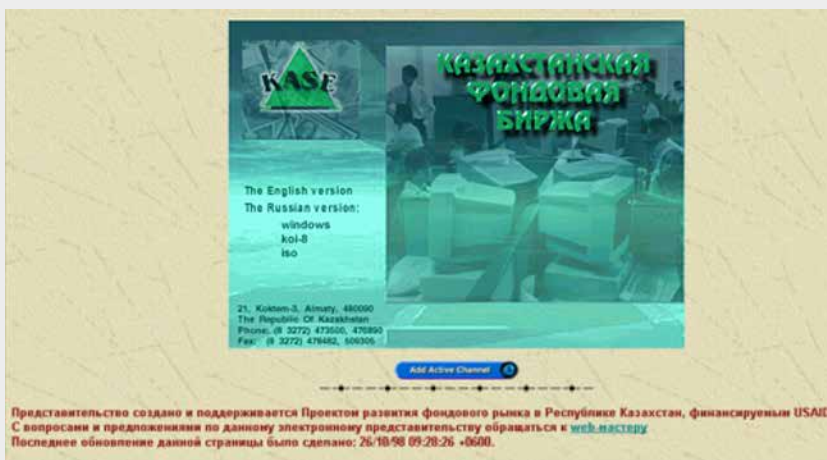 KASE
КАЗАХСТАНСКАЯ
ФОНДОВАЯ
БИРЖА
The English version
The Russian version:
windows
koi-8
iso
21, Koktem-3, Almaty, 480090
The Republic Of Kazakhstan
Phone: (8 3272) 473500, 476890
Fax: (8 3272) 476482, 509305
Add Active Channel
Представительство создано и поддерживается Проектом развития фондового рынка в Республике Казахстан, финансируемым USAID
С вопросами и предложениями по данному электронному представительству обращаться к web-мастеру
Последнее обновление данной страницы было сделано: 26/10/98 09:28:26 +0600.